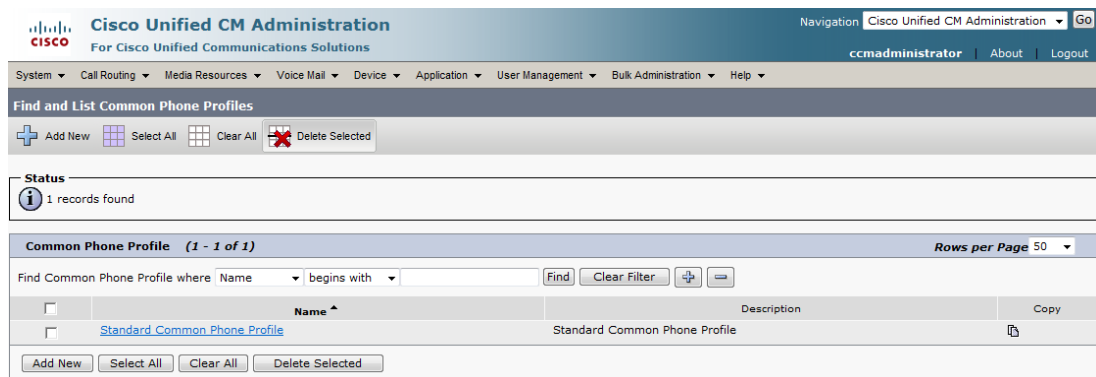 Cisco Unified CM Administration
For Cisco Unified Communications Solutions
CISCO
Navigation Cisco Unified CM Administration Go
ccmadministrator | About | Logout
System Call Routing Media Resources Voice Mail Device Application User Management Bulk Administration Help
Find and List Common Phone Profiles
Add New Select All Clear All Delete Selected
Status
1 records found
Common Phone Profile (1 - 1 of 1) Rows per Page 50
Find Common Phone Profile where Name begins with Find Clear Filter
Name Description Copy
Standard Common Phone Profile Standard Common Phone Profile
Add New Select All Clear All Delete Selected